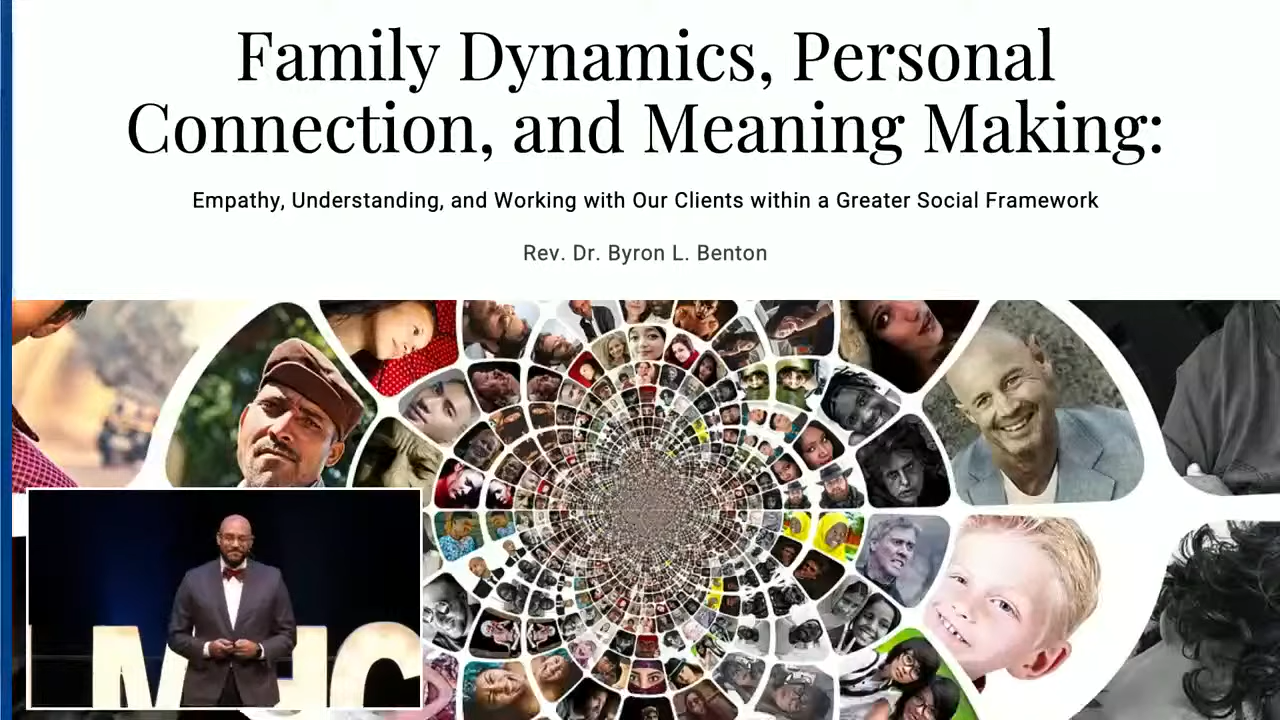 Family Dynamics, Personal
Connection, and Meaning Making:
Empathy, Understanding, and Working with Our Clients within a Greater Social Framework
Rev. Dr. Byron L. Benton